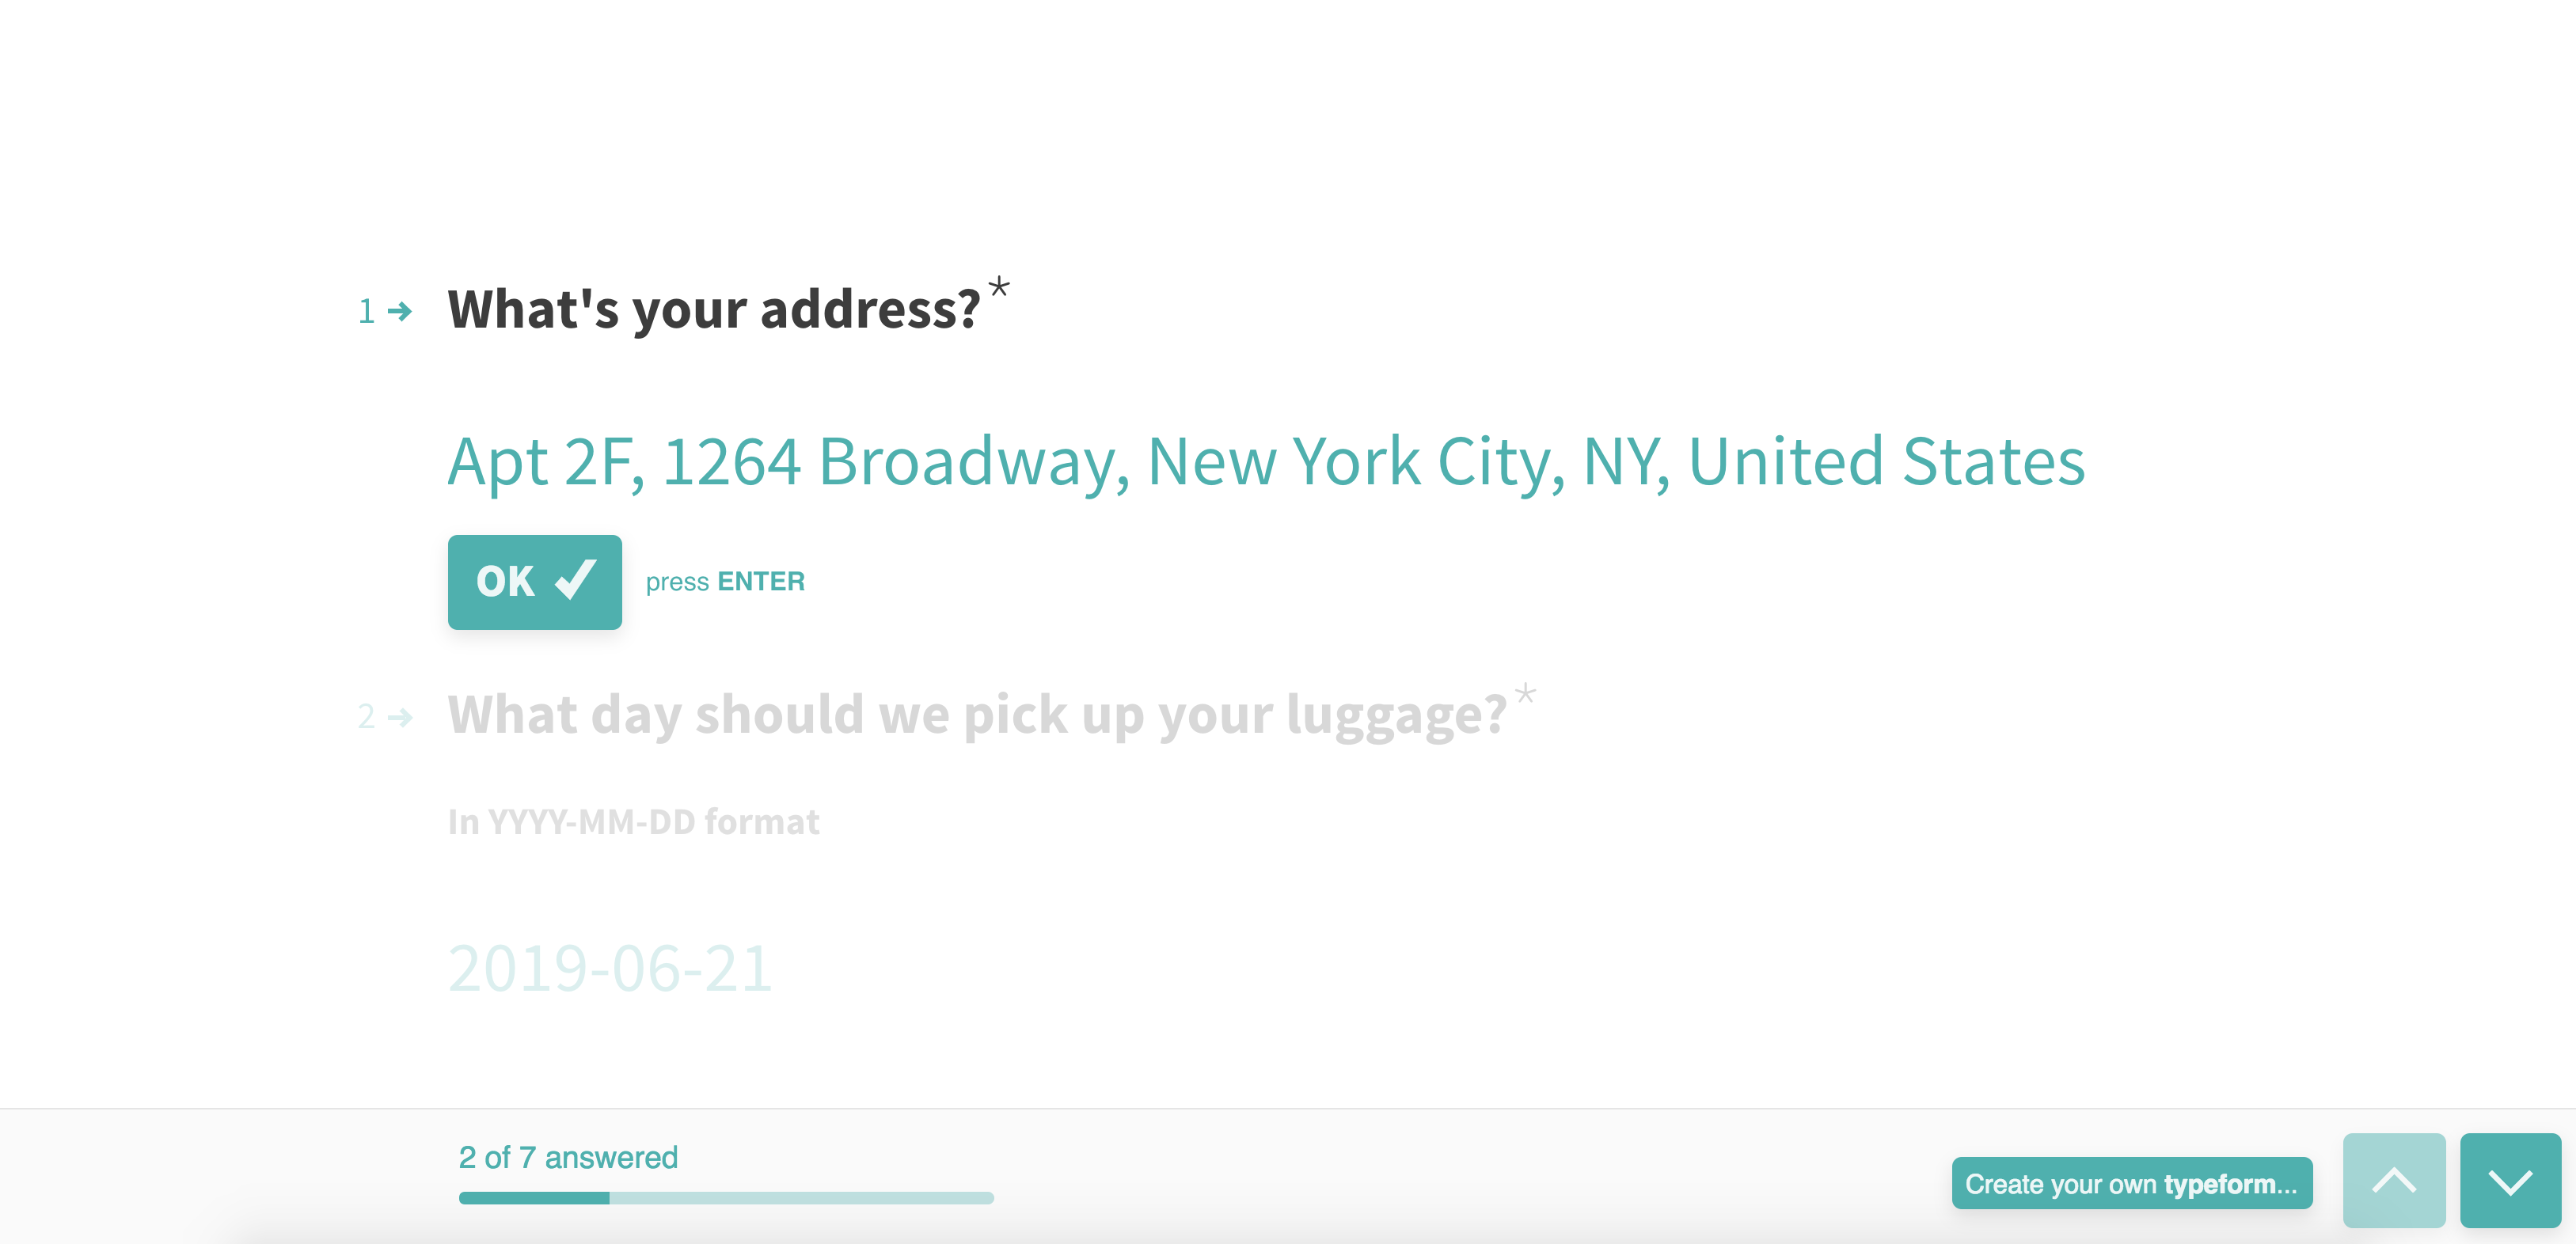 1 → What's your address?*
Apt 2F, 1264 Broadway, New York City, NY, United States
OK ✓ press ENTER
2 → What day should we pick up your luggage?*
In YYYY-MM-DD format
2019-06-21
2 of 7 answered
Create your own typeform...